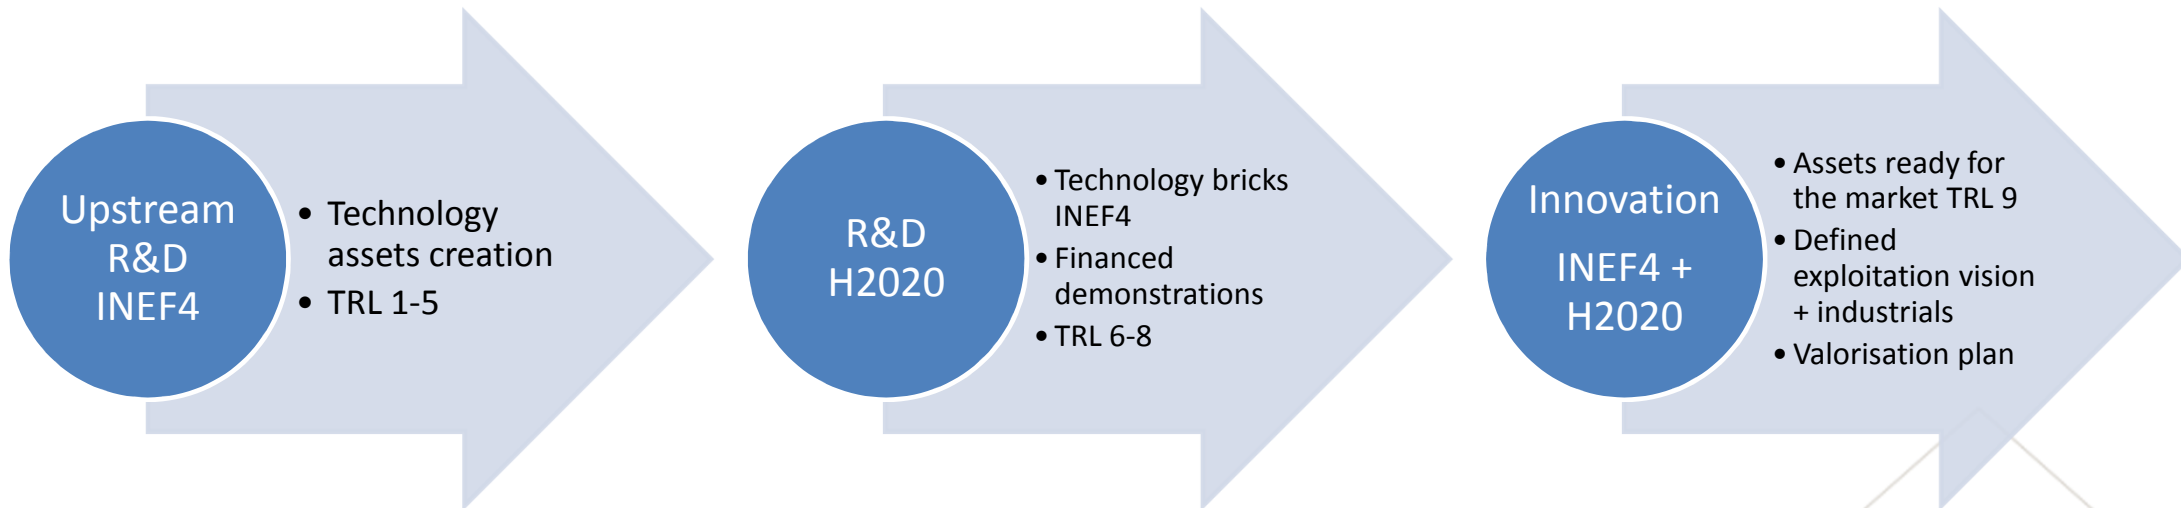 Upstream
R&D
INEF4
• Technology
assets creation
• TRL 1-5
R&D
H2020
• Technology bricks
INEF4
• Financed
demonstrations
• TRL 6-8
Innovation
INEF4 +
H2020
• Assets ready for
the market TRL 9
• Defined
exploitation vision
+ industrials
• Valorisation plan